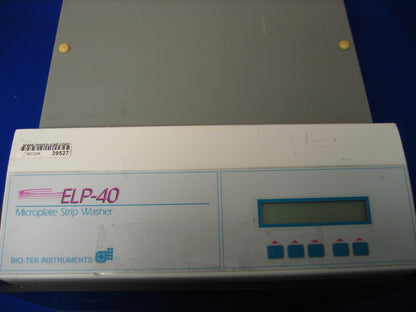 39527
ELP-40
Microplate Strip Washer
BIO-TEK INSTRUMENTS